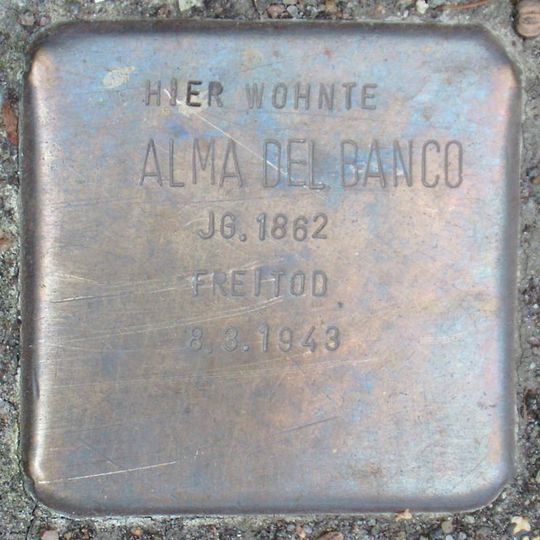 HIER WOHNTE
ALMA DEL BANCO
JG. 1862
FREITOD
8.3.1943